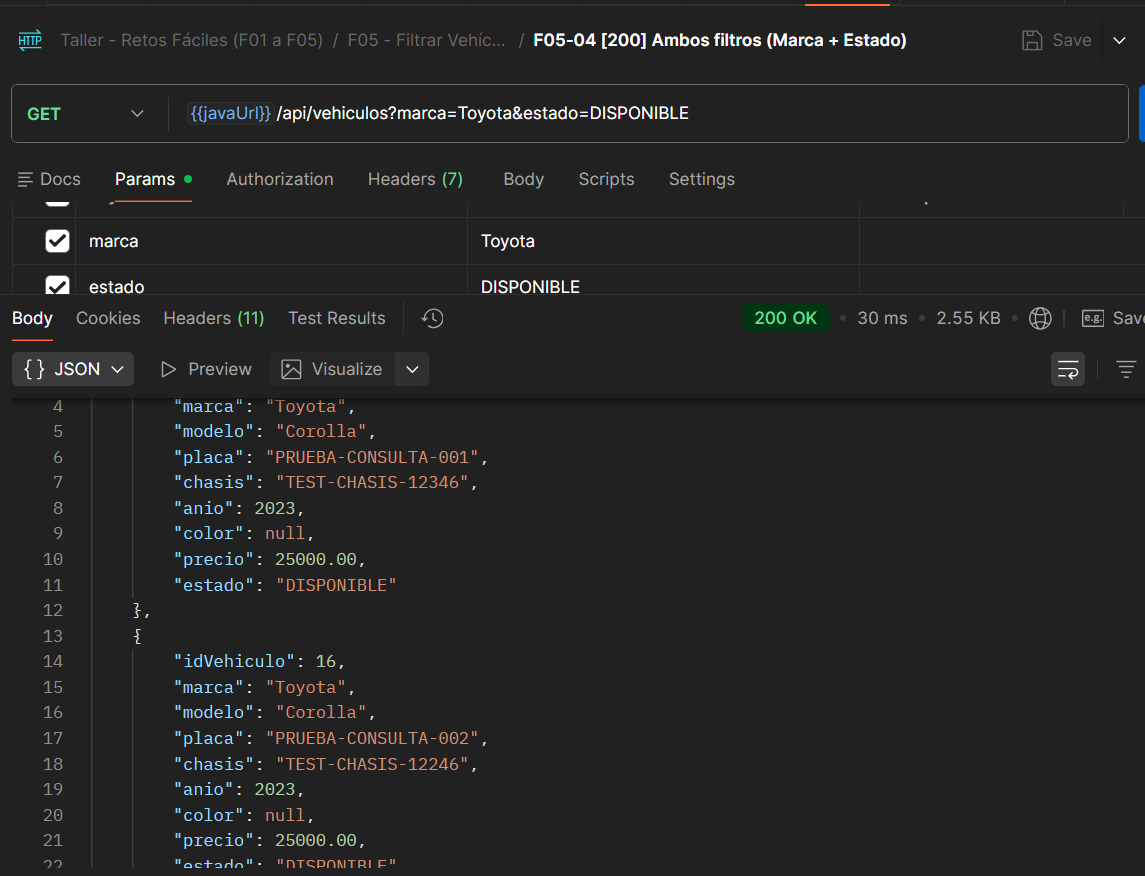 HTTP Taller - Retos Fáciles (F01 a F05) / F05 - Filtrar Vehíc... / F05-04 [200] Ambos filtros (Marca + Estado) Save
GET {{javaUrl}} /api/vehiculos?marca=Toyota&estado=DISPONIBLE
Docs Params Authorization Headers (7) Body Scripts Settings
marca Toyota
estado DISPONIBLE
Body Cookies Headers (11) Test Results 200 OK • 30 ms • 2.55 KB • e.g. Save
{} JSON Preview Visualize
4 "marca": "Toyota",
5 "modelo": "Corolla",
6 "placa": "PRUEBA-CONSULTA-001",
7 "chasis": "TEST-CHASIS-12346",
8 "anio": 2023,
9 "color": null,
10 "precio": 25000.00,
11 "estado": "DISPONIBLE"
12 },
13 {
14 "idVehiculo": 16,
15 "marca": "Toyota",
16 "modelo": "Corolla",
17 "placa": "PRUEBA-CONSULTA-002",
18 "chasis": "TEST-CHASIS-12246",
19 "anio": 2023,
20 "color": null,
21 "precio": 25000.00,
22 "estado": "DISPONIBLE"